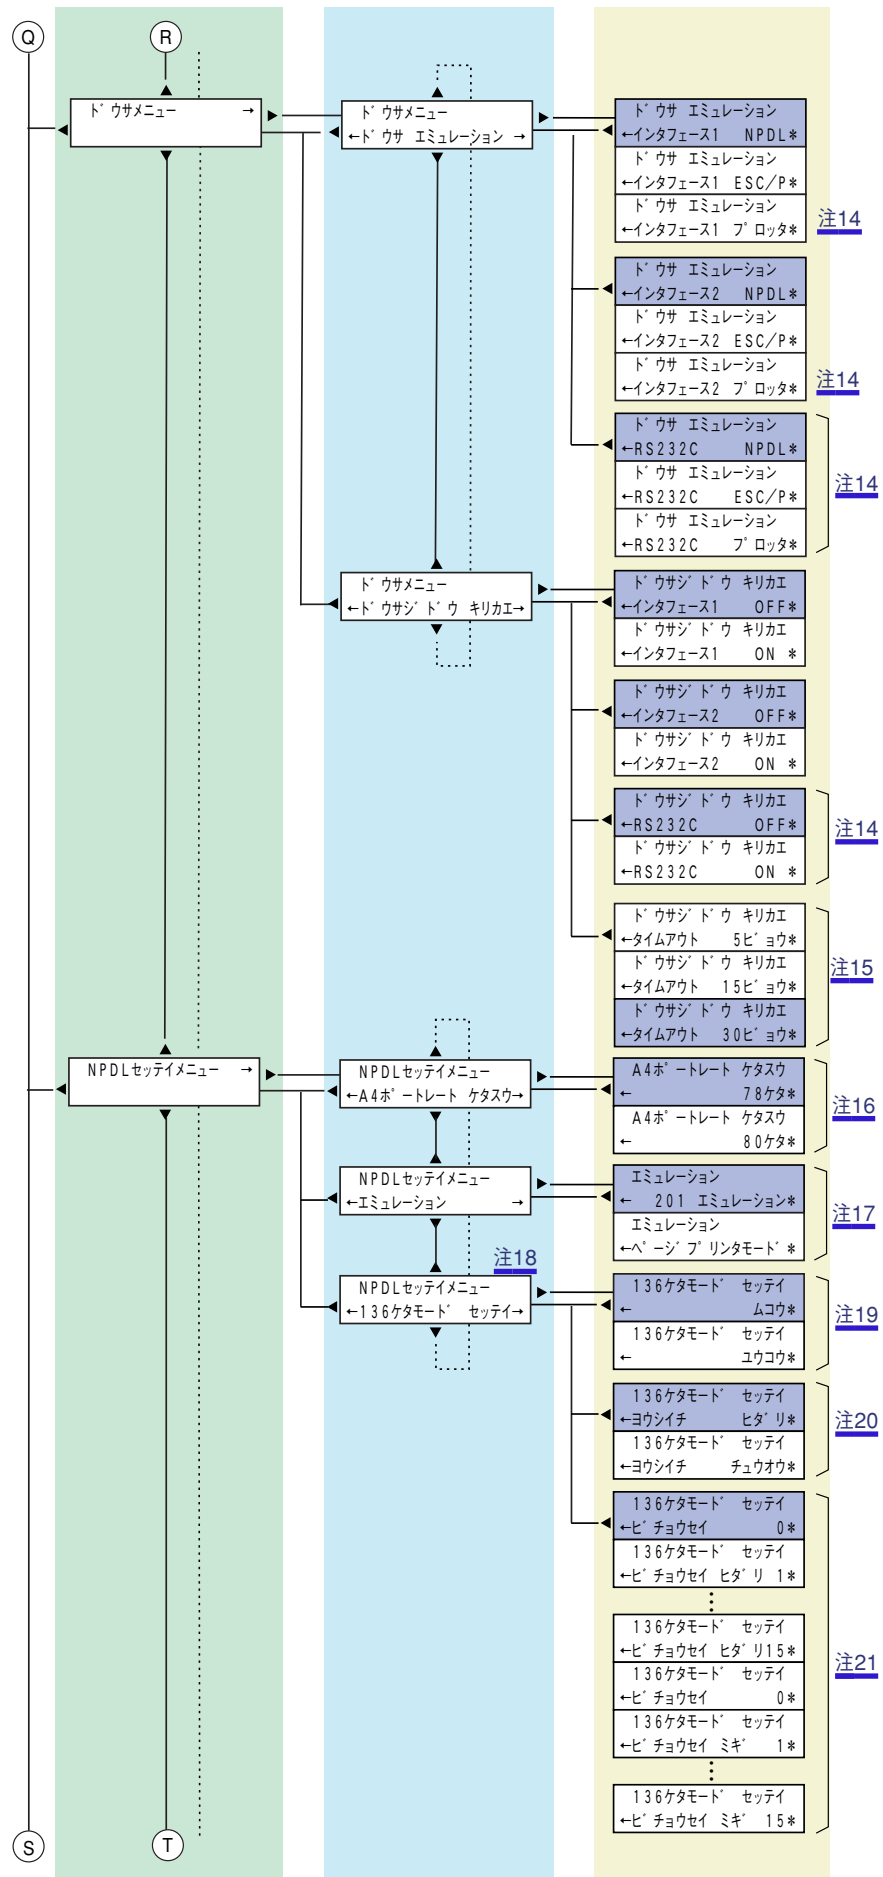 Q
R
ドウサメニュー →
ドウサメニュー
←ドウサ エミュレーション →
ドウサ エミュレーション
←インタフェース1 NPDL*
ドウサ エミュレーション
←インタフェース1 ESC/P*
ドウサ エミュレーション
←インタフェース1 プロッタ*
注14
ドウサ エミュレーション
←インタフェース2 NPDL*
ドウサ エミュレーション
←インタフェース2 ESC/P*
ドウサ エミュレーション
←インタフェース2 プロッタ*
注14
ドウサ エミュレーション
←RS232C NPDL*
ドウサ エミュレーション
←RS232C ESC/P*
ドウサ エミュレーション
←RS232C プロッタ*
注14
ドウサメニュー
←ドウサジドウ キリカエ→
ドウサジドウ キリカエ
←インタフェース1 OFF*
ドウサジドウ キリカエ
←インタフェース1 ON *
ドウサジドウ キリカエ
←インタフェース2 OFF*
ドウサジドウ キリカエ
←インタフェース2 ON *
ドウサジドウ キリカエ
←RS232C OFF*
ドウサジドウ キリカエ
←RS232C ON *
注14
ドウサジドウ キリカエ
←タイムアウト 5ビョウ*
ドウサジドウ キリカエ
←タイムアウト 15ビョウ*
ドウサジドウ キリカエ
←タイムアウト 30ビョウ*
注15
NPDLセッテイメニュー →
NPDLセッテイメニュー
←A4ポートレート ケタスウ→
A4ポートレート ケタスウ
← 78ケタ*
A4ポートレート ケタスウ
← 80ケタ*
注16
NPDLセッテイメニュー
←エミュレーション →
エミュレーション
← 201 エミュレーション*
エミュレーション
←ページプリンタモード*
注17
注18
NPDLセッテイメニュー
←136ケタモード セッテイ→
136ケタモード セッテイ
← ムコウ*
136ケタモード セッテイ
← ユウコウ*
注19
136ケタモード セッテイ
←ヨウシイチ ヒダリ*
136ケタモード セッテイ
←ヨウシイチ チュウオウ*
注20
136ケタモード セッテイ
←ビチョウセイ 0*
136ケタモード セッテイ
←ビチョウセイ ヒダリ 1*
136ケタモード セッテイ
←ビチョウセイ ヒダリ15*
136ケタモード セッテイ
←ビチョウセイ 0*
136ケタモード セッテイ
←ビチョウセイ ミギ 1*
136ケタモード セッテイ
←ビチョウセイ ミギ 15*
注21
S
T